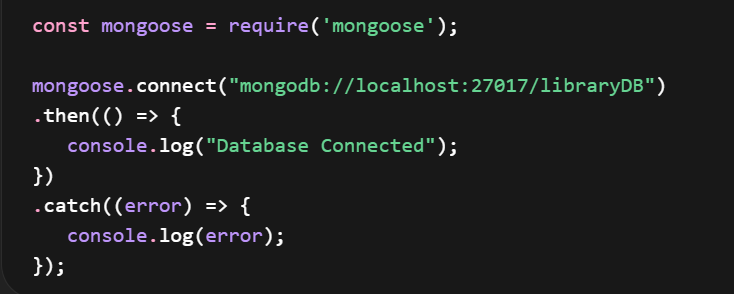 const mongoose = require('mongoose');

mongoose.connect("mongodb://localhost:27017/libraryDB")
.then(() => {
   console.log("Database Connected");
})
.catch((error) => {
   console.log(error);
});